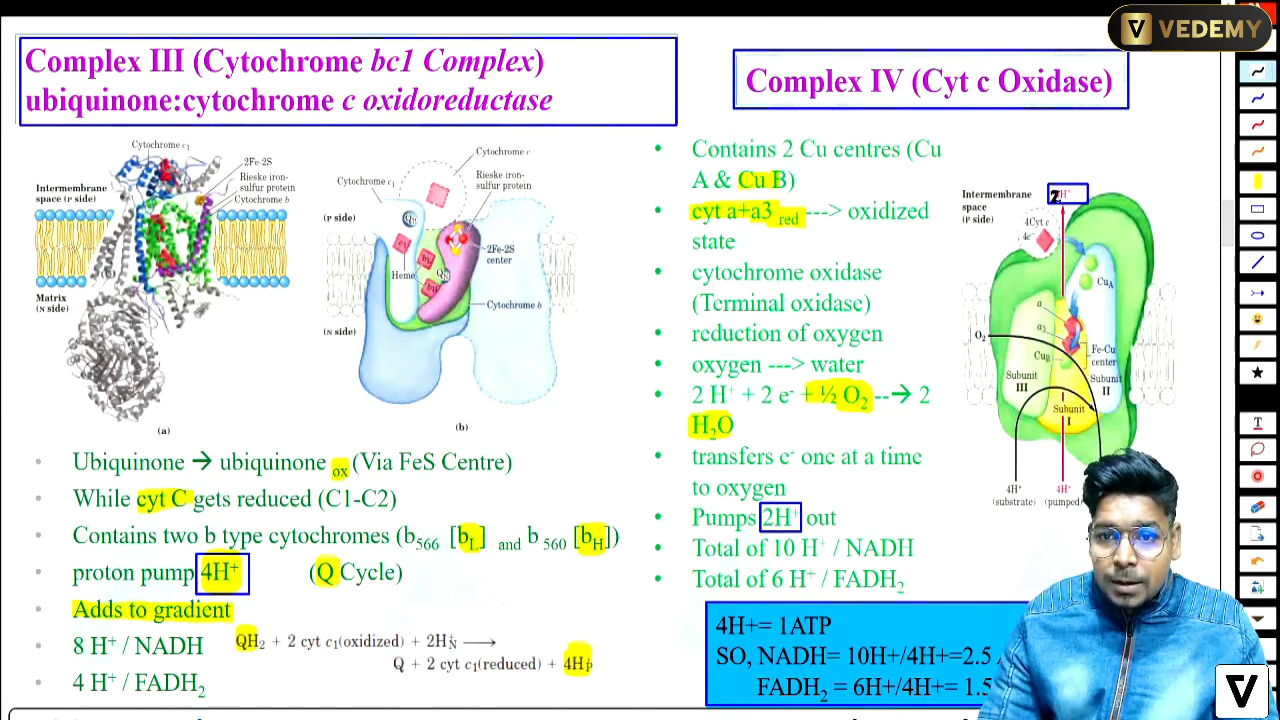 VEDEMY
Complex III (Cytochrome bc1 Complex)
ubiquinone:cytochrome c oxidoreductase
Cytochrome c₁
2Fe-2S
Rieske iron-
sulfur protein
Cytochrome b
Intermembrane
space (P side)
Matrix
(N side)
(a)
Cytochrome c
Rieske iron-
sulfur protein
Cytochrome c₁
(P side)
Qₚ
c₁
bL
Heme
bH
2Fe-2S
center
Cytochrome b
(N side)
(b)
• Ubiquinone → ubiquinone ox (Via FeS Centre)
• While cyt C gets reduced (C1-C2)
• Contains two b type cytochromes (b₅₆₆ [bL] and b ₅₆₀ [bH])
• proton pump 4H⁺ (Q Cycle)
• Adds to gradient
• 8 H⁺ / NADH
• 4 H⁺ / FADH₂
QH₂ + 2 cyt c₁(oxidized) + 2H⁺N ⟶
Q + 2 cyt c₁(reduced) + 4H⁺P
Complex IV (Cyt c Oxidase)
• Contains 2 Cu centres (Cu
A & Cu B)
• cyt a+a3 red ---> oxidized
state
• cytochrome oxidase
(Terminal oxidase)
• reduction of oxygen
• oxygen ---> water
• 2 H⁺ + 2 e⁻ + ½ O₂ --→ 2
H₂O
• transfers e⁻ one at a time
to oxygen
• Pumps 2H⁺ out
• Total of 10 H⁺ / NADH
• Total of 6 H⁺ / FADH₂
Intermembrane
space
(P side)
4Cyt c
4e⁻
CuA
a
a₃
O₂
CuB
Fe-Cu
center
Subunit
III
Subunit
II
Subunit
I
4H⁺
(substrate)
4H⁺
(pumped)
4H+= 1ATP
SO, NADH= 10H+/4H+=2.5
FADH₂ = 6H+/4H+= 1.5
T
V